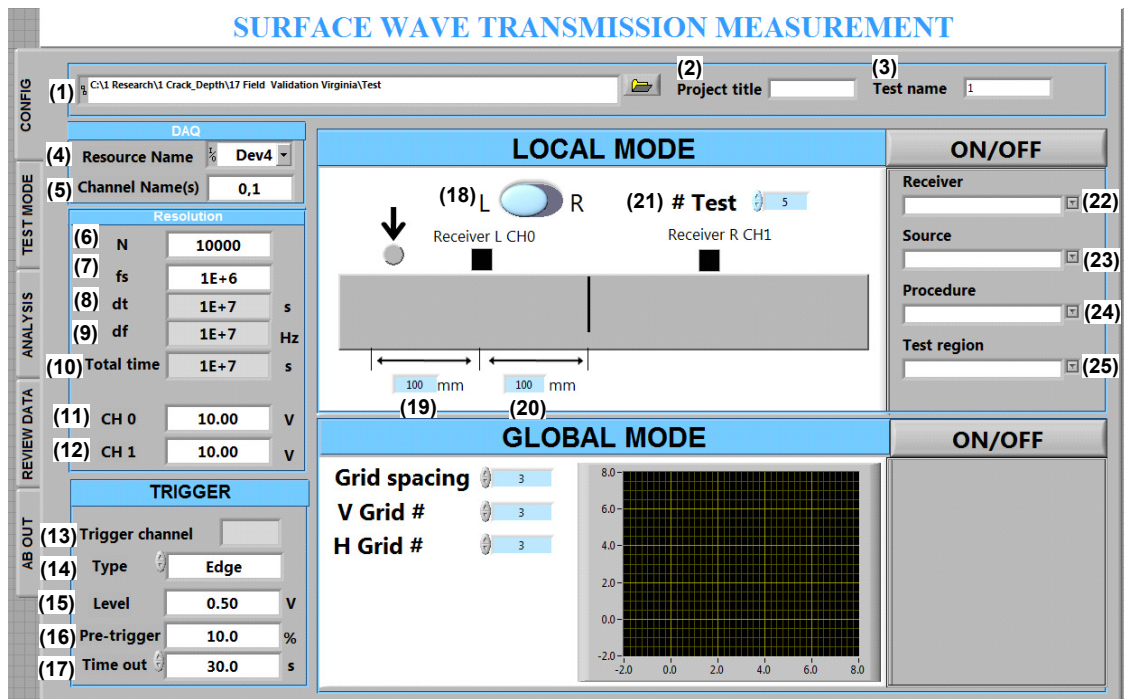 SURFACE WAVE TRANSMISSION MEASUREMENT
CONFIG
TEST MODE
ANALYSIS
REVIEW DATA
AB OUT
(1) C:\1 Research\1 Crack_Depth\17 Field Validation Virginia\Test
(2) Project title
(3) Test name 1
DAQ
(4) Resource Name Dev4
(5) Channel Name(s) 0,1
Resolution
(6) N 10000
(7) fs 1E+6
(8) dt 1E+7 s
(9) df 1E+7 Hz
(10) Total time 1E+7 s
(11) CH 0 10.00 V
(12) CH 1 10.00 V
TRIGGER
(13) Trigger channel
(14) Type Edge
(15) Level 0.50 V
(16) Pre-trigger 10.0 %
(17) Time out 30.0 s
LOCAL MODE
ON/OFF
(18) L R
(21) # Test 5
Receiver L CH0
Receiver R CH1
100 mm
100 mm
(19)
(20)
Receiver
(22)
Source
(23)
Procedure
(24)
Test region
(25)
GLOBAL MODE
ON/OFF
Grid spacing 3
V Grid # 3
H Grid # 3
8.0
6.0
4.0
2.0
0.0
-2.0
-2.0 0.0 2.0 4.0 6.0 8.0